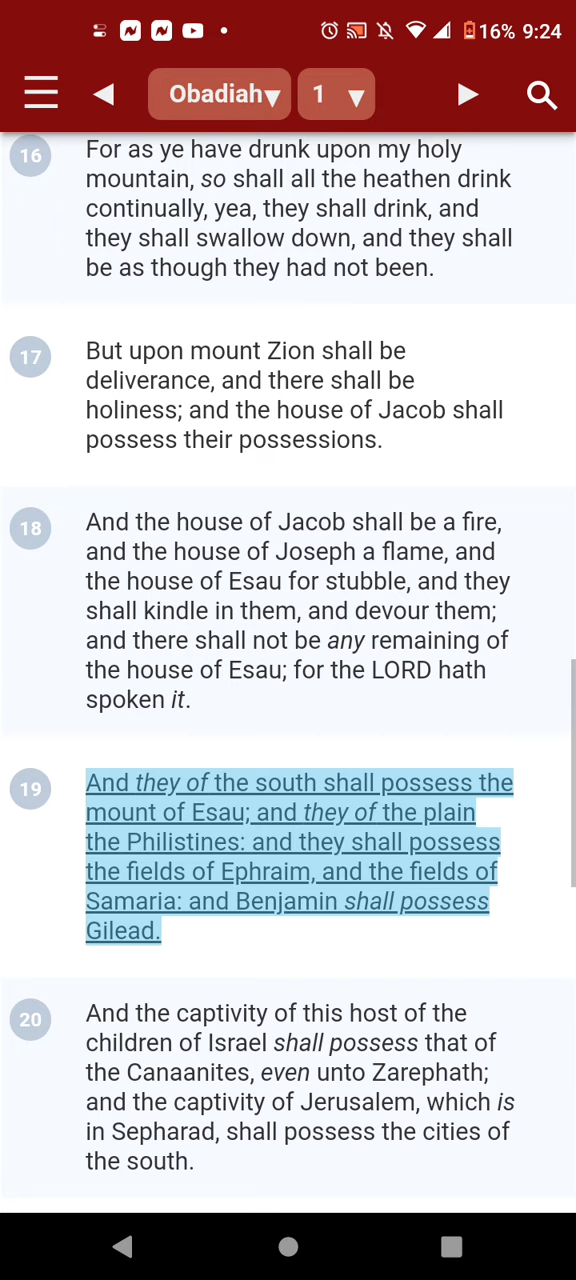 16% 9:24
Obadiah 1
16
For as ye have drunk upon my holy
mountain, so shall all the heathen drink
continually, yea, they shall drink, and
they shall swallow down, and they shall
be as though they had not been.
17
But upon mount Zion shall be
deliverance, and there shall be
holiness; and the house of Jacob shall
possess their possessions.
18
And the house of Jacob shall be a fire,
and the house of Joseph a flame, and
the house of Esau for stubble, and they
shall kindle in them, and devour them;
and there shall not be any remaining of
the house of Esau; for the LORD hath
spoken it.
19
And they of the south shall possess the
mount of Esau; and they of the plain
the Philistines: and they shall possess
the fields of Ephraim, and the fields of
Samaria: and Benjamin shall possess
Gilead.
20
And the captivity of this host of the
children of Israel shall possess that of
the Canaanites, even unto Zarephath;
and the captivity of Jerusalem, which is
in Sepharad, shall possess the cities of
the south.